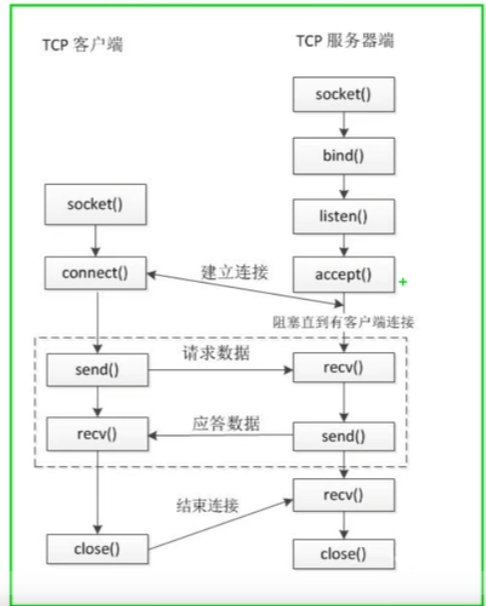 TCP 客户端
TCP 服务器端
socket()
bind()
socket()
listen()
connect()
建立连接
accept()
阻塞直到有客户端连接
send()
请求数据
recv()
recv()
应答数据
send()
结束连接
recv()
close()
close()